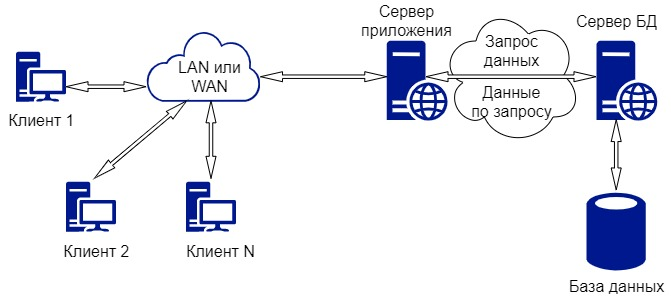 Сервер
приложения
Сервер БД
LAN или
WAN
Запрос
данных
Данные
по запросу
Клиент 1
Клиент 2
Клиент N
База данных